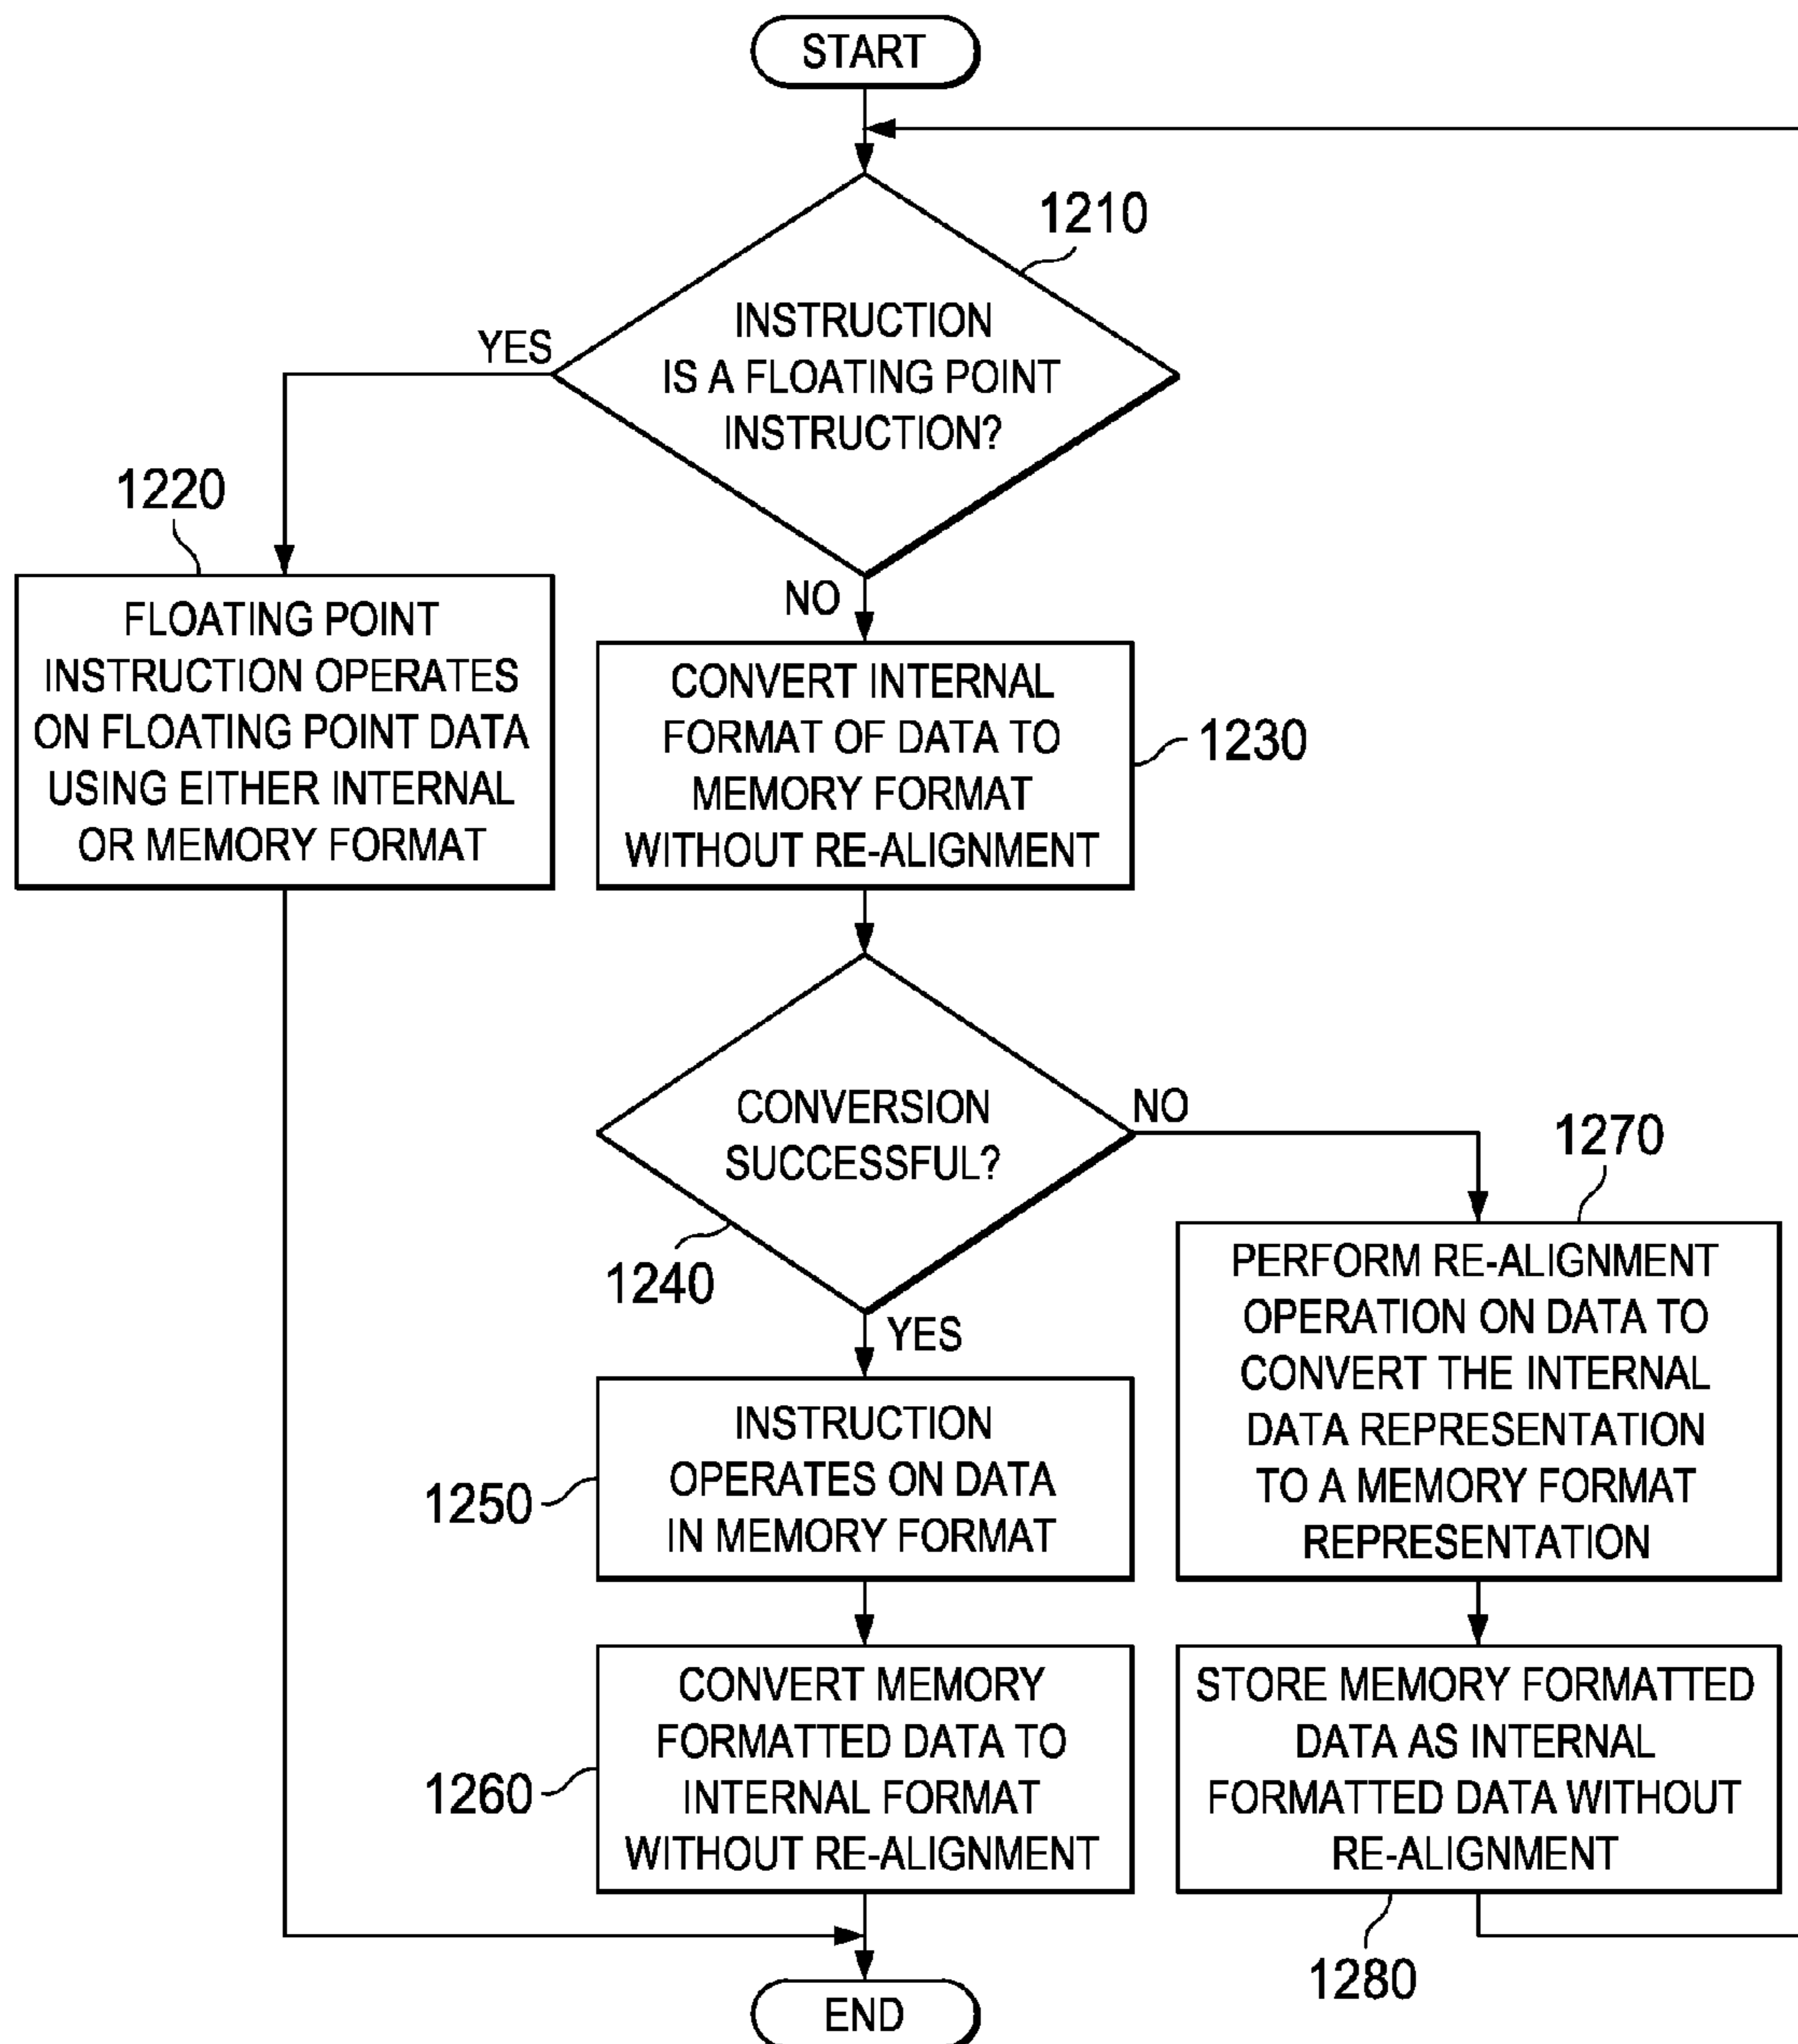 START
1210
INSTRUCTION
IS A FLOATING POINT
INSTRUCTION?
YES
NO
1220
FLOATING POINT
INSTRUCTION OPERATES
ON FLOATING POINT DATA
USING EITHER INTERNAL
OR MEMORY FORMAT
CONVERT INTERNAL
FORMAT OF DATA TO
MEMORY FORMAT
WITHOUT RE-ALIGNMENT
1230
CONVERSION
SUCCESSFUL?
NO
1240
YES
1270
PERFORM RE-ALIGNMENT
OPERATION ON DATA TO
CONVERT THE INTERNAL
DATA REPRESENTATION
TO A MEMORY FORMAT
REPRESENTATION
INSTRUCTION
OPERATES ON DATA
IN MEMORY FORMAT
1250
CONVERT MEMORY
FORMATTED DATA TO
INTERNAL FORMAT
WITHOUT RE-ALIGNMENT
1260
STORE MEMORY FORMATTED
DATA AS INTERNAL
FORMATTED DATA WITHOUT
RE-ALIGNMENT
1280
END